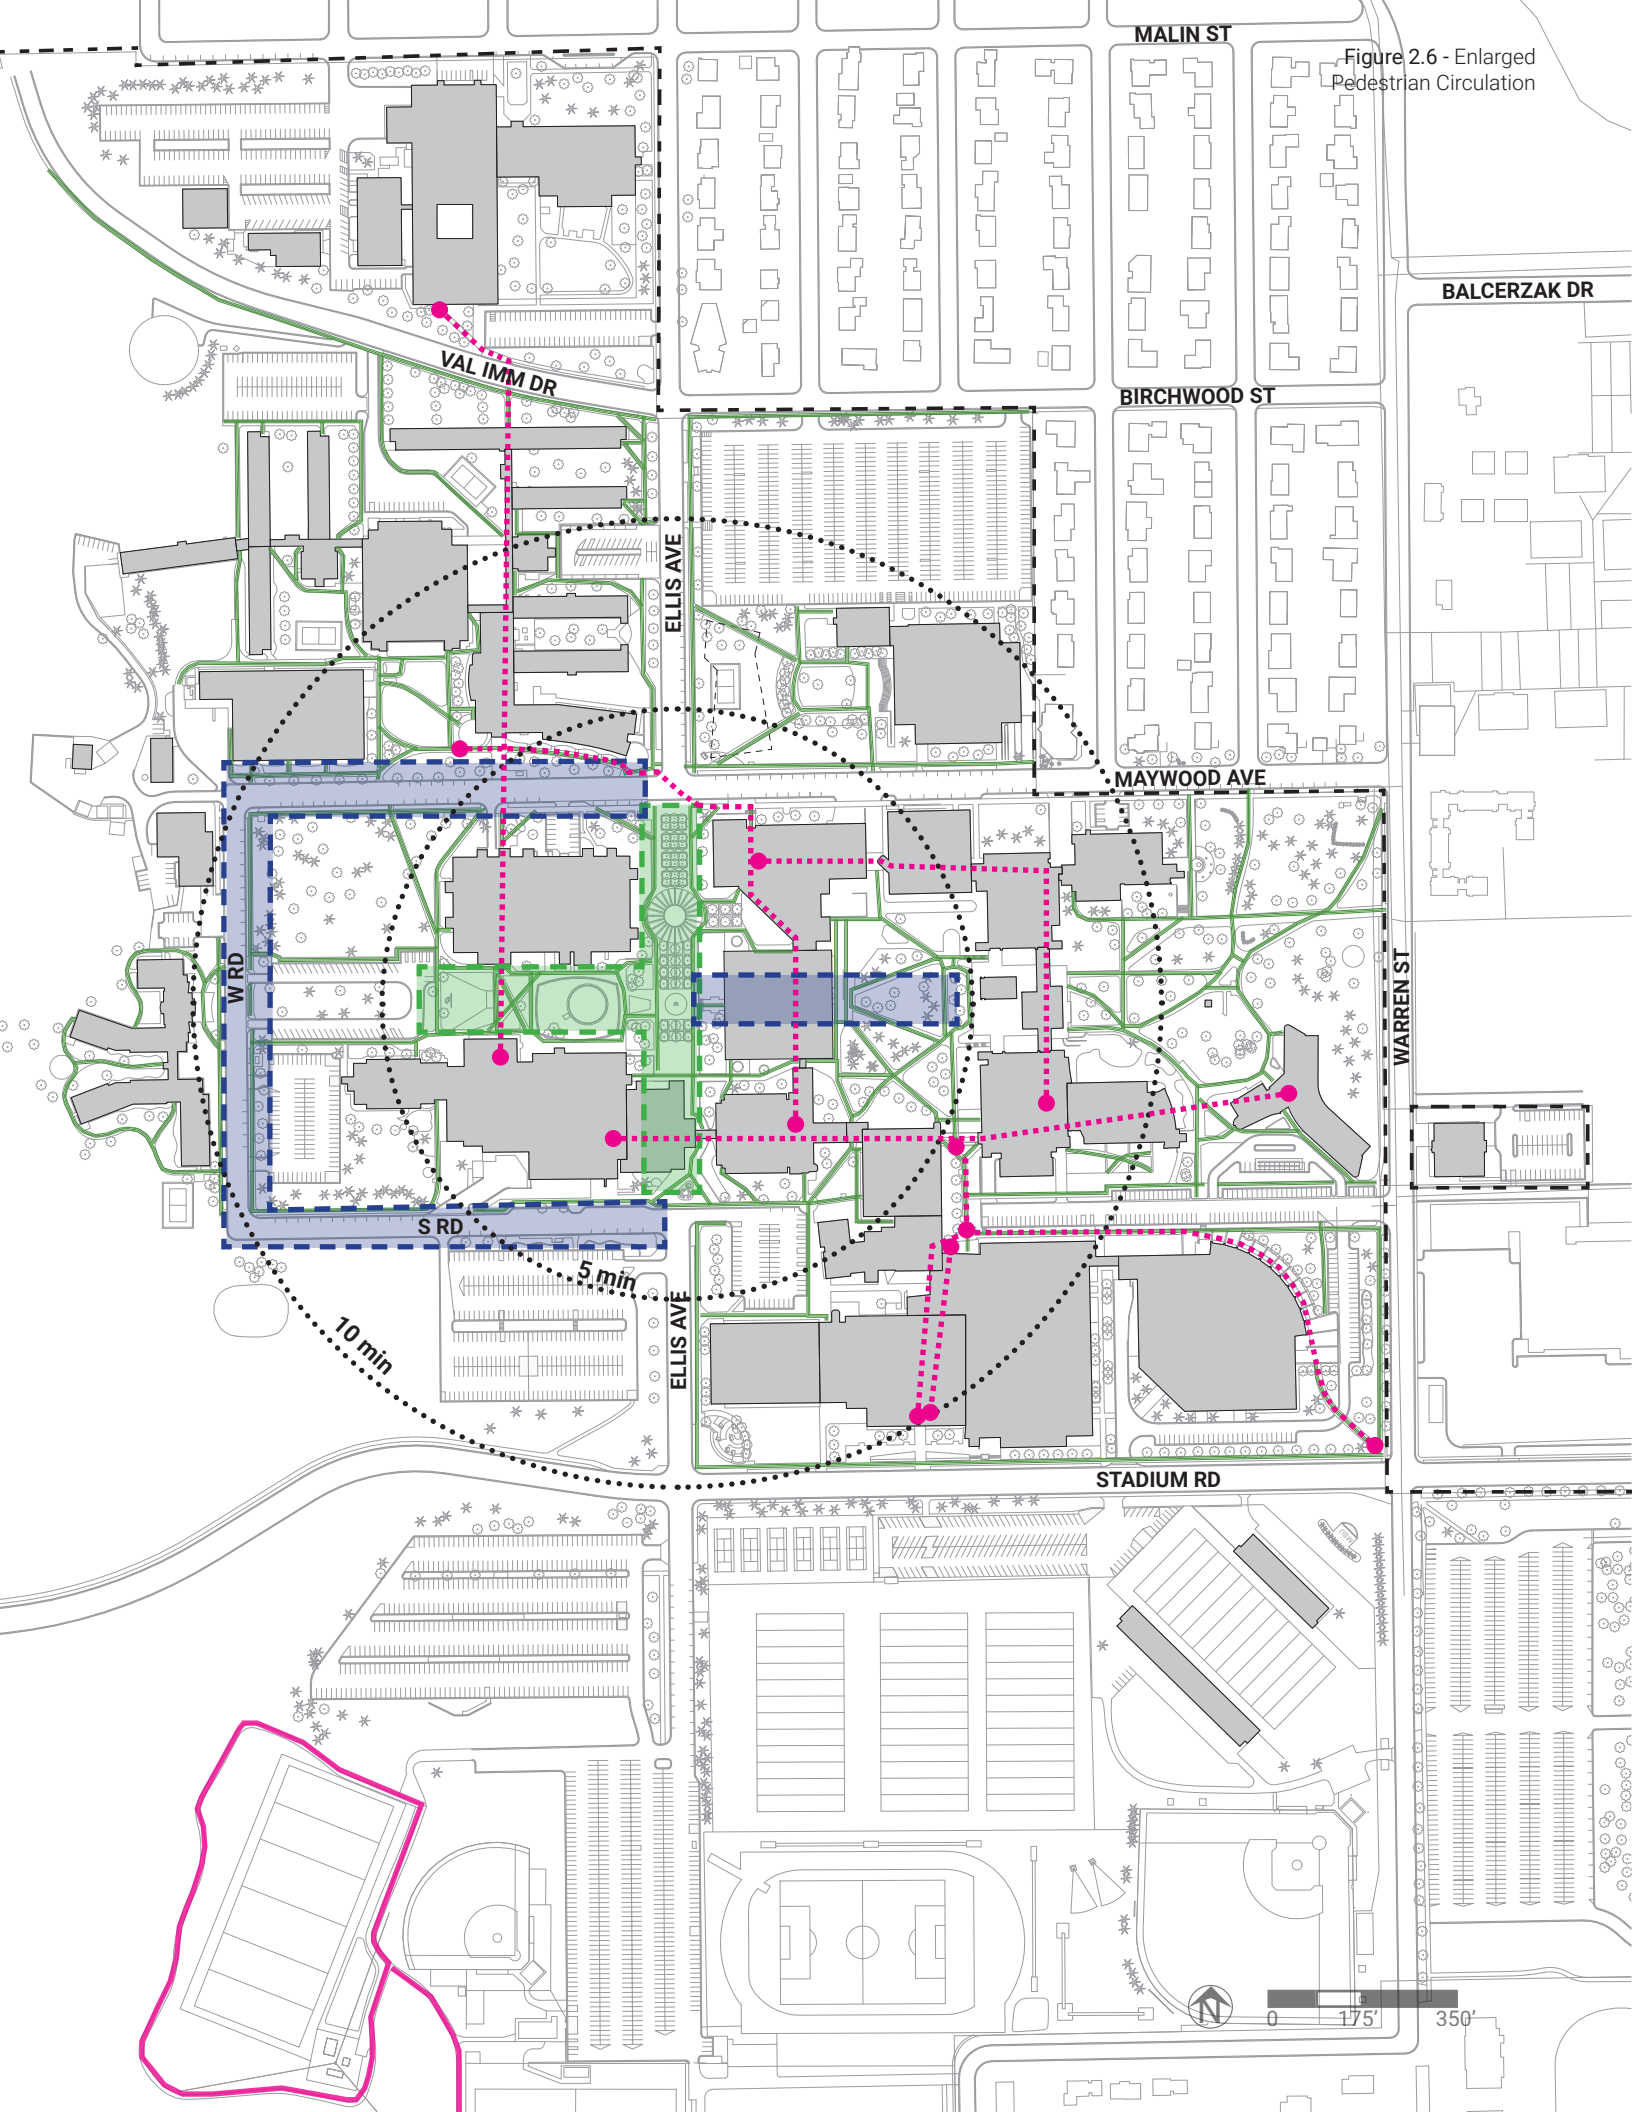 MALIN ST
Figure 2.6 - Enlarged
Pedestrian Circulation
BALCERZAK DR
VAL IMM DR
BIRCHWOOD ST
ELLIS AVE
MAYWOOD AVE
W RD
WARREN ST
S RD
5 min
10 min
ELLIS AVE
STADIUM RD
N
0 175' 350'